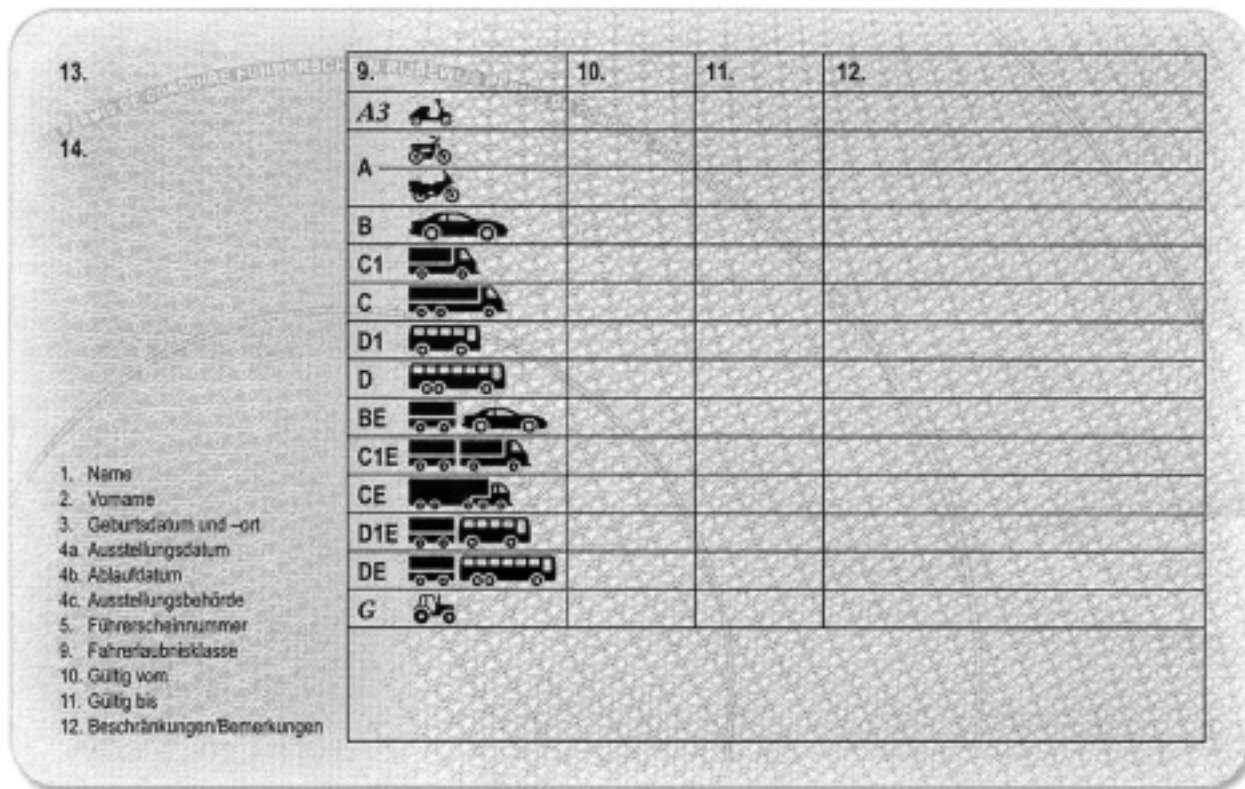 13.
14.
1. Name
2. Vorname
3. Geburtsdatum und –ort
4a. Ausstellungsdatum
4b. Ablaufdatum
4c. Ausstellungsbehörde
5. Führerscheinnummer
9. Fahrerlaubnisklasse
10. Gültig vom
11. Gültig bis
12. Beschränkungen/Bemerkungen
9. 10. 11. 12.
A3
A
B
C1
C
D1
D
BE
C1E
CE
D1E
DE
G
FÜHRERSCHEIN RIJBEWIJS